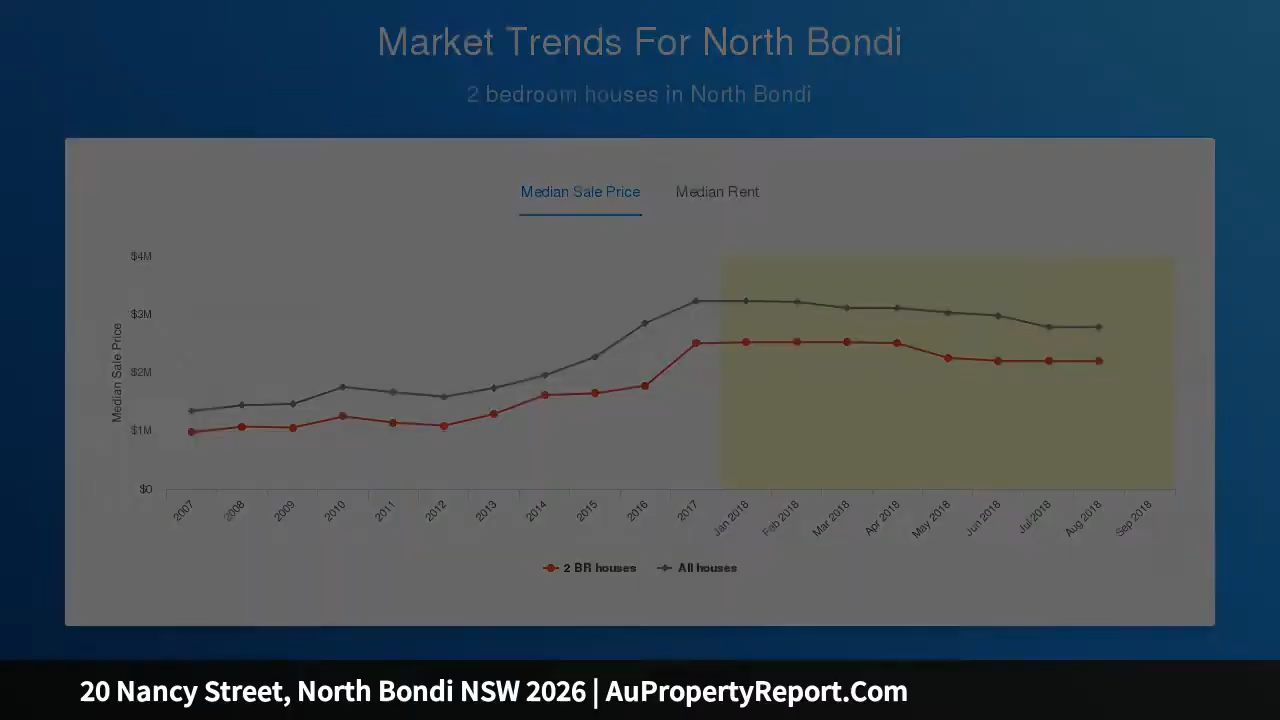 Market Trends For North Bondi
2 bedroom houses in North Bondi
Median Sale Price Median Rent
$4M
$3M
$2M
$1M
$0
Median Sale Price
2007 2008 2009 2010 2011 2012 2013 2014 2015 2016 2017 Jan 2018 Feb 2018 Mar 2018 Apr 2018 May 2018 Jun 2018 Jul 2018 Aug 2018 Sep 2018
2 BR houses All houses
20 Nancy Street, North Bondi NSW 2026 | AuPropertyReport.Com